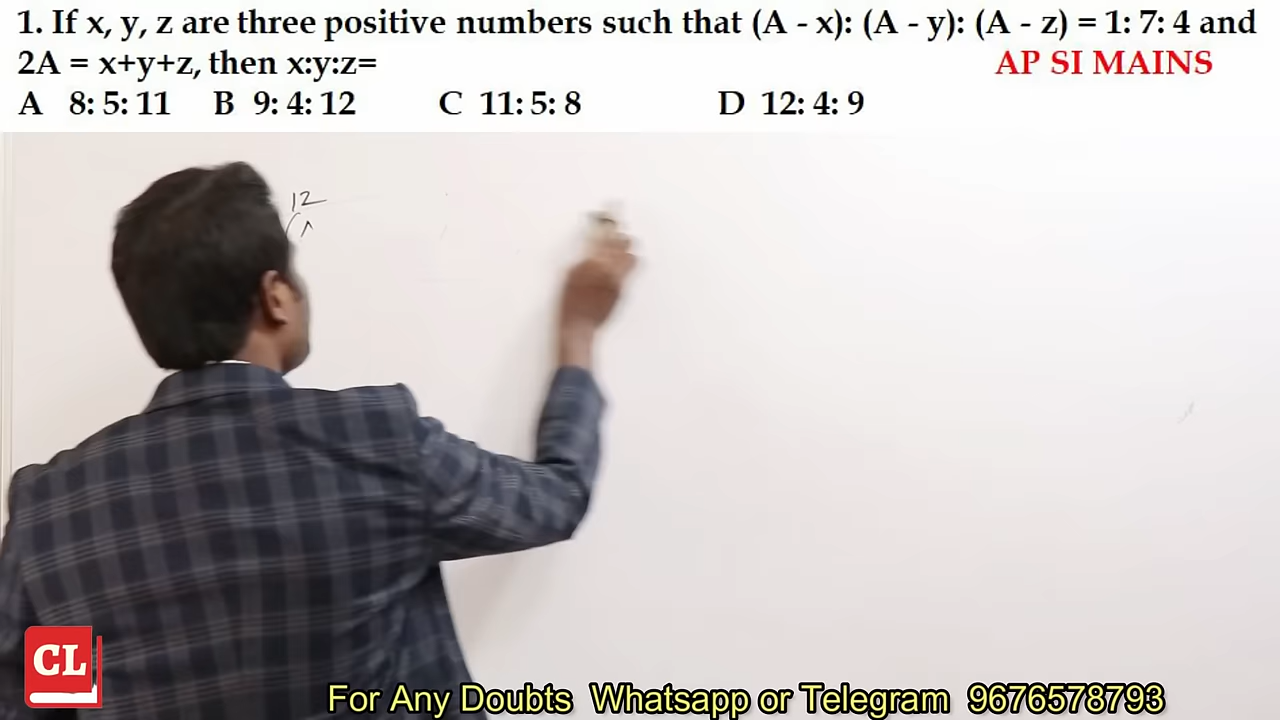 1. If x, y, z are three positive numbers such that (A - x): (A - y): (A - z) = 1: 7: 4 and
2A = x+y+z, then x:y:z=
AP SI MAINS
A 8: 5: 11 B 9: 4: 12 C 11: 5: 8 D 12: 4: 9
12
CL
For Any Doubts Whatsapp or Telegram 9676578793